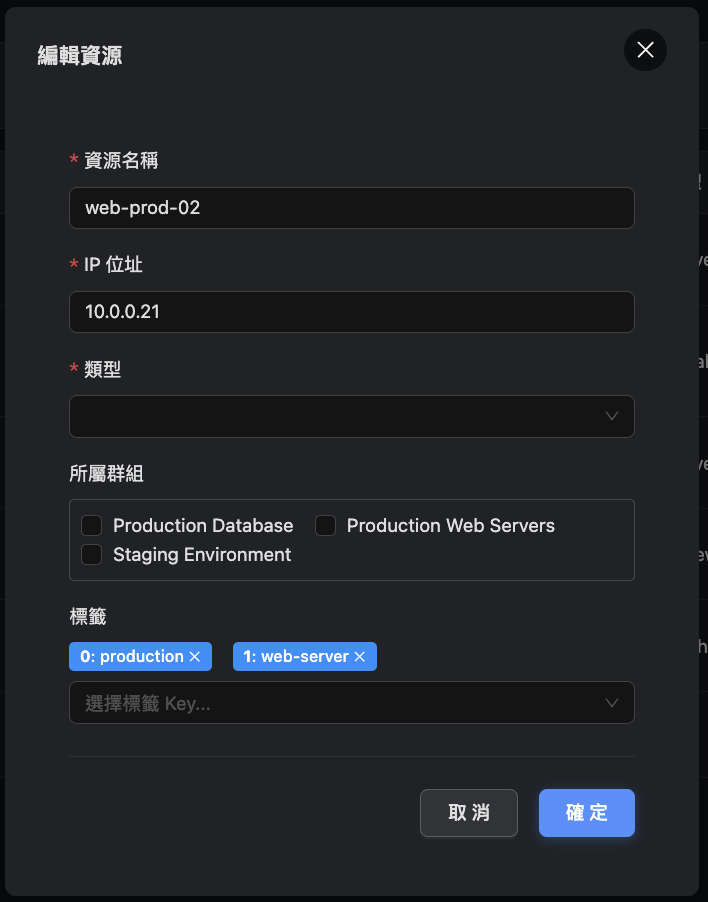 編輯資源
* 資源名稱
web-prod-02
* IP 位址
10.0.0.21
* 類型
所屬群組
Production Database Production Web Servers
Staging Environment
標籤
0: production × 1: web-server ×
選擇標籤 Key...
取 消 確 定